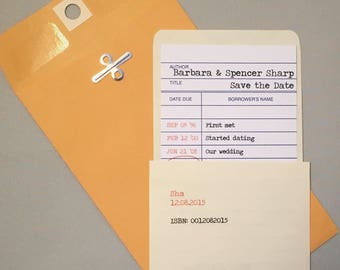 AUTHOR
Barbara & Spencer Sharp
TITLE
Save the Date
DATE DUE
BORROWER'S NAME
SEP 09 '96
First met
FEB 12 '00
Started dating
JUN 21 '08
Our wedding
Sha
12.08.2015
ISBN: 0012082015